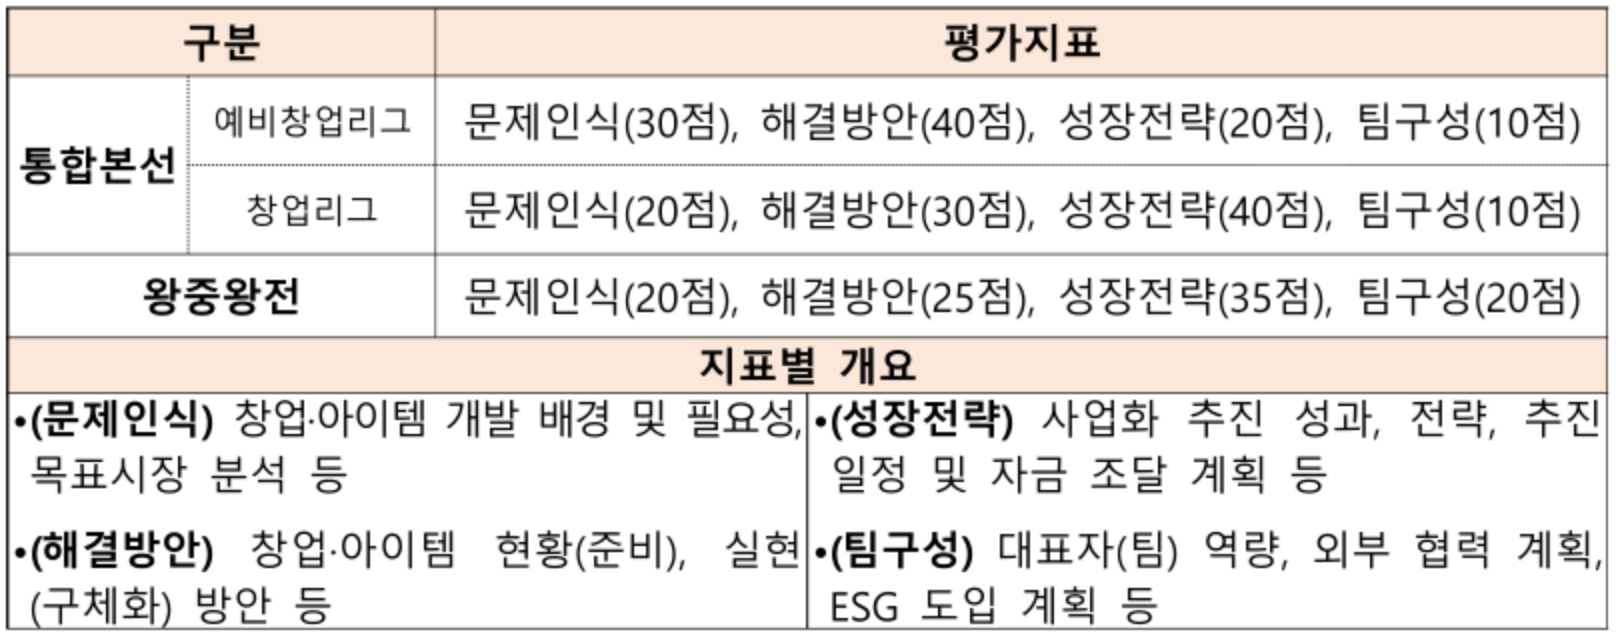 구분 평가지표
통합본선 예비창업리그 문제인식(30점), 해결방안(40점), 성장전략(20점), 팀구성(10점)
창업리그 문제인식(20점), 해결방안(30점), 성장전략(40점), 팀구성(10점)
왕중왕전 문제인식(20점), 해결방안(25점), 성장전략(35점), 팀구성(20점)
지표별 개요
•(문제인식) 창업·아이템 개발 배경 및 필요성,
목표시장 분석 등
•(해결방안) 창업·아이템 현황(준비), 실현
(구체화) 방안 등
•(성장전략) 사업화 추진 성과, 전략, 추진
일정 및 자금 조달 계획 등
•(팀구성) 대표자(팀) 역량, 외부 협력 계획,
ESG 도입 계획 등